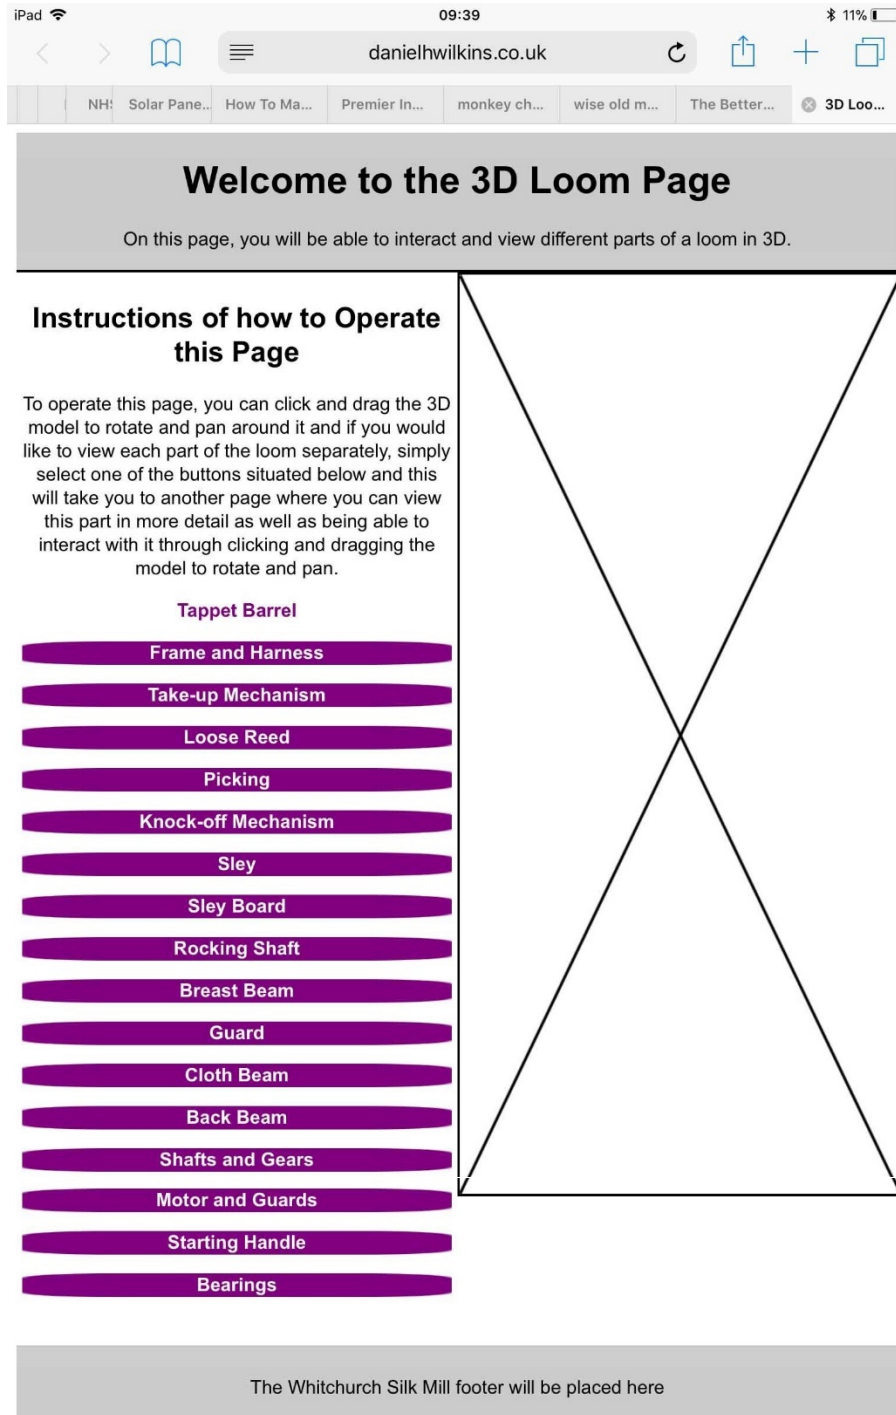 iPad 09:39 11%
danielhwilkins.co.uk
NHS Solar Pane... How To Ma... Premier In... monkey ch... wise old m... The Better... 3D Loo...
Welcome to the 3D Loom Page
On this page, you will be able to interact and view different parts of a loom in 3D.
Instructions of how to Operate
this Page
To operate this page, you can click and drag the 3D
model to rotate and pan around it and if you would
like to view each part of the loom separately, simply
select one of the buttons situated below and this
will take you to another page where you can view
this part in more detail as well as being able to
interact with it through clicking and dragging the
model to rotate and pan.
Tappet Barrel
Frame and Harness
Take-up Mechanism
Loose Reed
Picking
Knock-off Mechanism
Sley
Sley Board
Rocking Shaft
Breast Beam
Guard
Cloth Beam
Back Beam
Shafts and Gears
Motor and Guards
Starting Handle
Bearings
The Whitchurch Silk Mill footer will be placed here